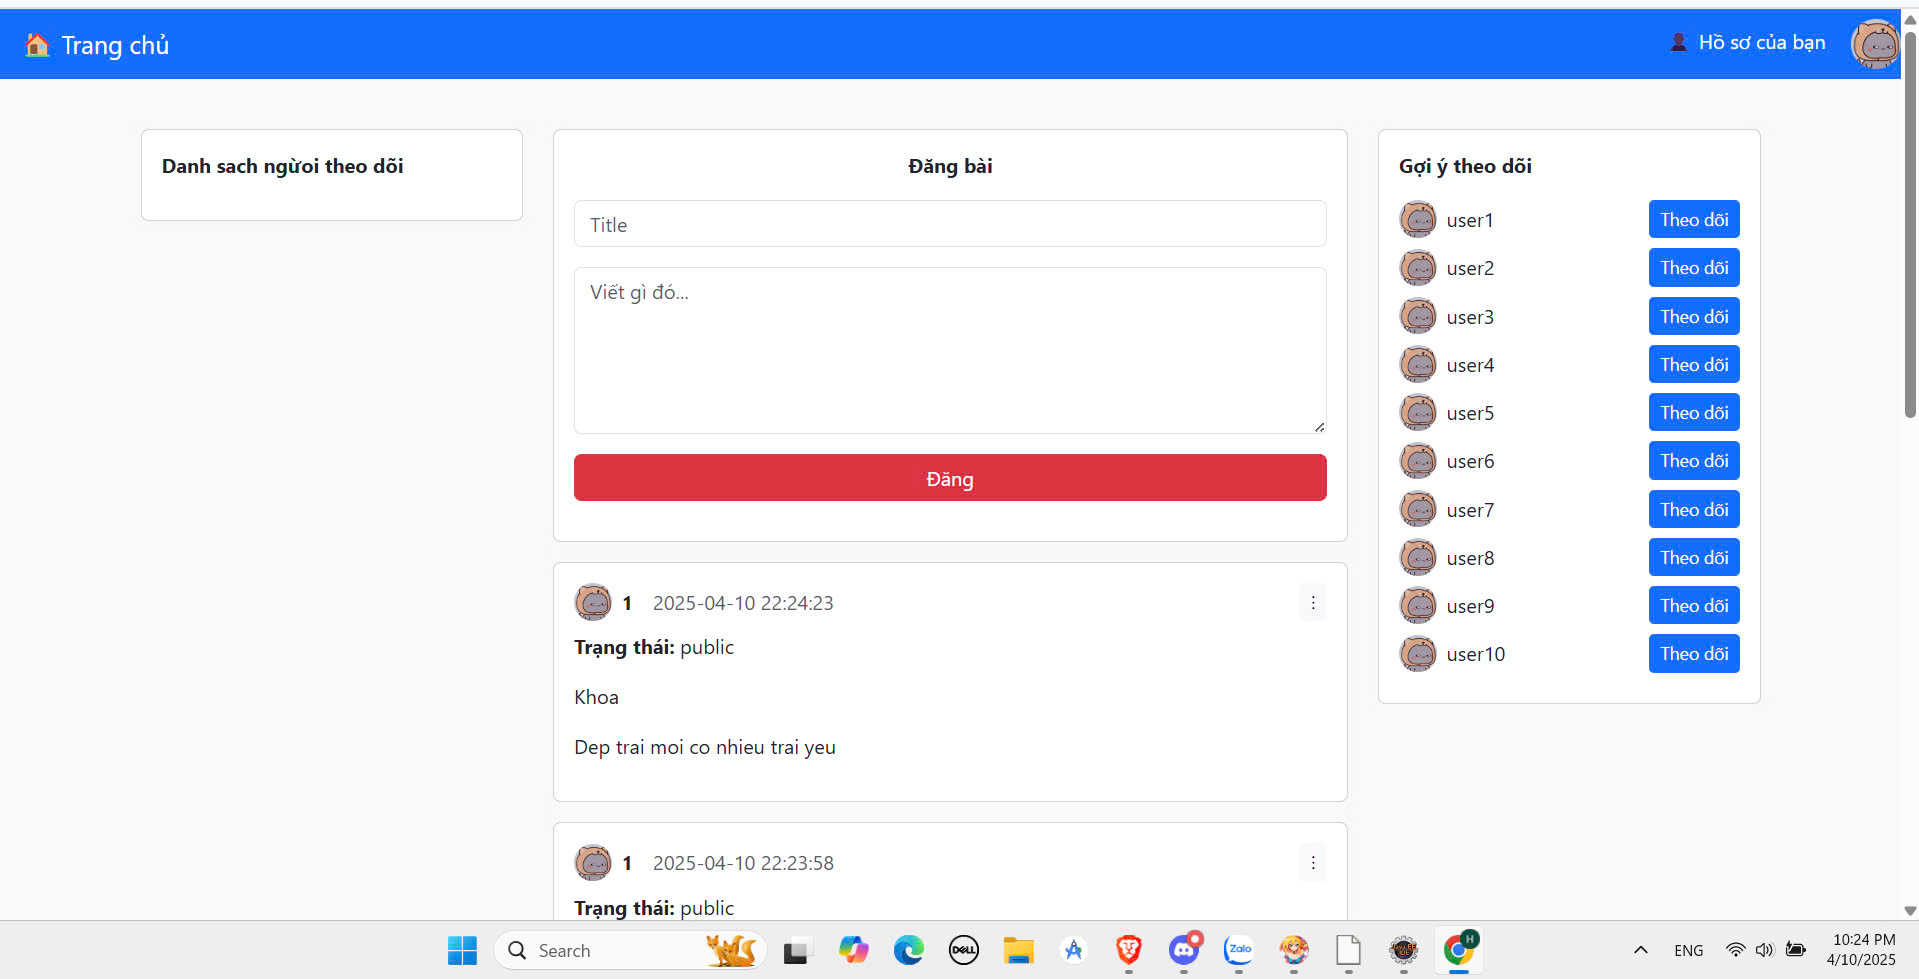 Trang chủ
Hồ sơ của bạn
Danh sach ngừoi theo dõi
Đăng bài
Title
Viết gì đó...
Đăng
1 2025-04-10 22:24:23
Trạng thái: public
Khoa
Dep trai moi co nhieu trai yeu
1 2025-04-10 22:23:58
Trạng thái: public
Gợi ý theo dõi
user1 Theo dõi
user2 Theo dõi
user3 Theo dõi
user4 Theo dõi
user5 Theo dõi
user6 Theo dõi
user7 Theo dõi
user8 Theo dõi
user9 Theo dõi
user10 Theo dõi
Search
DELL
Zalo
H
ENG
10:24 PM
4/10/2025